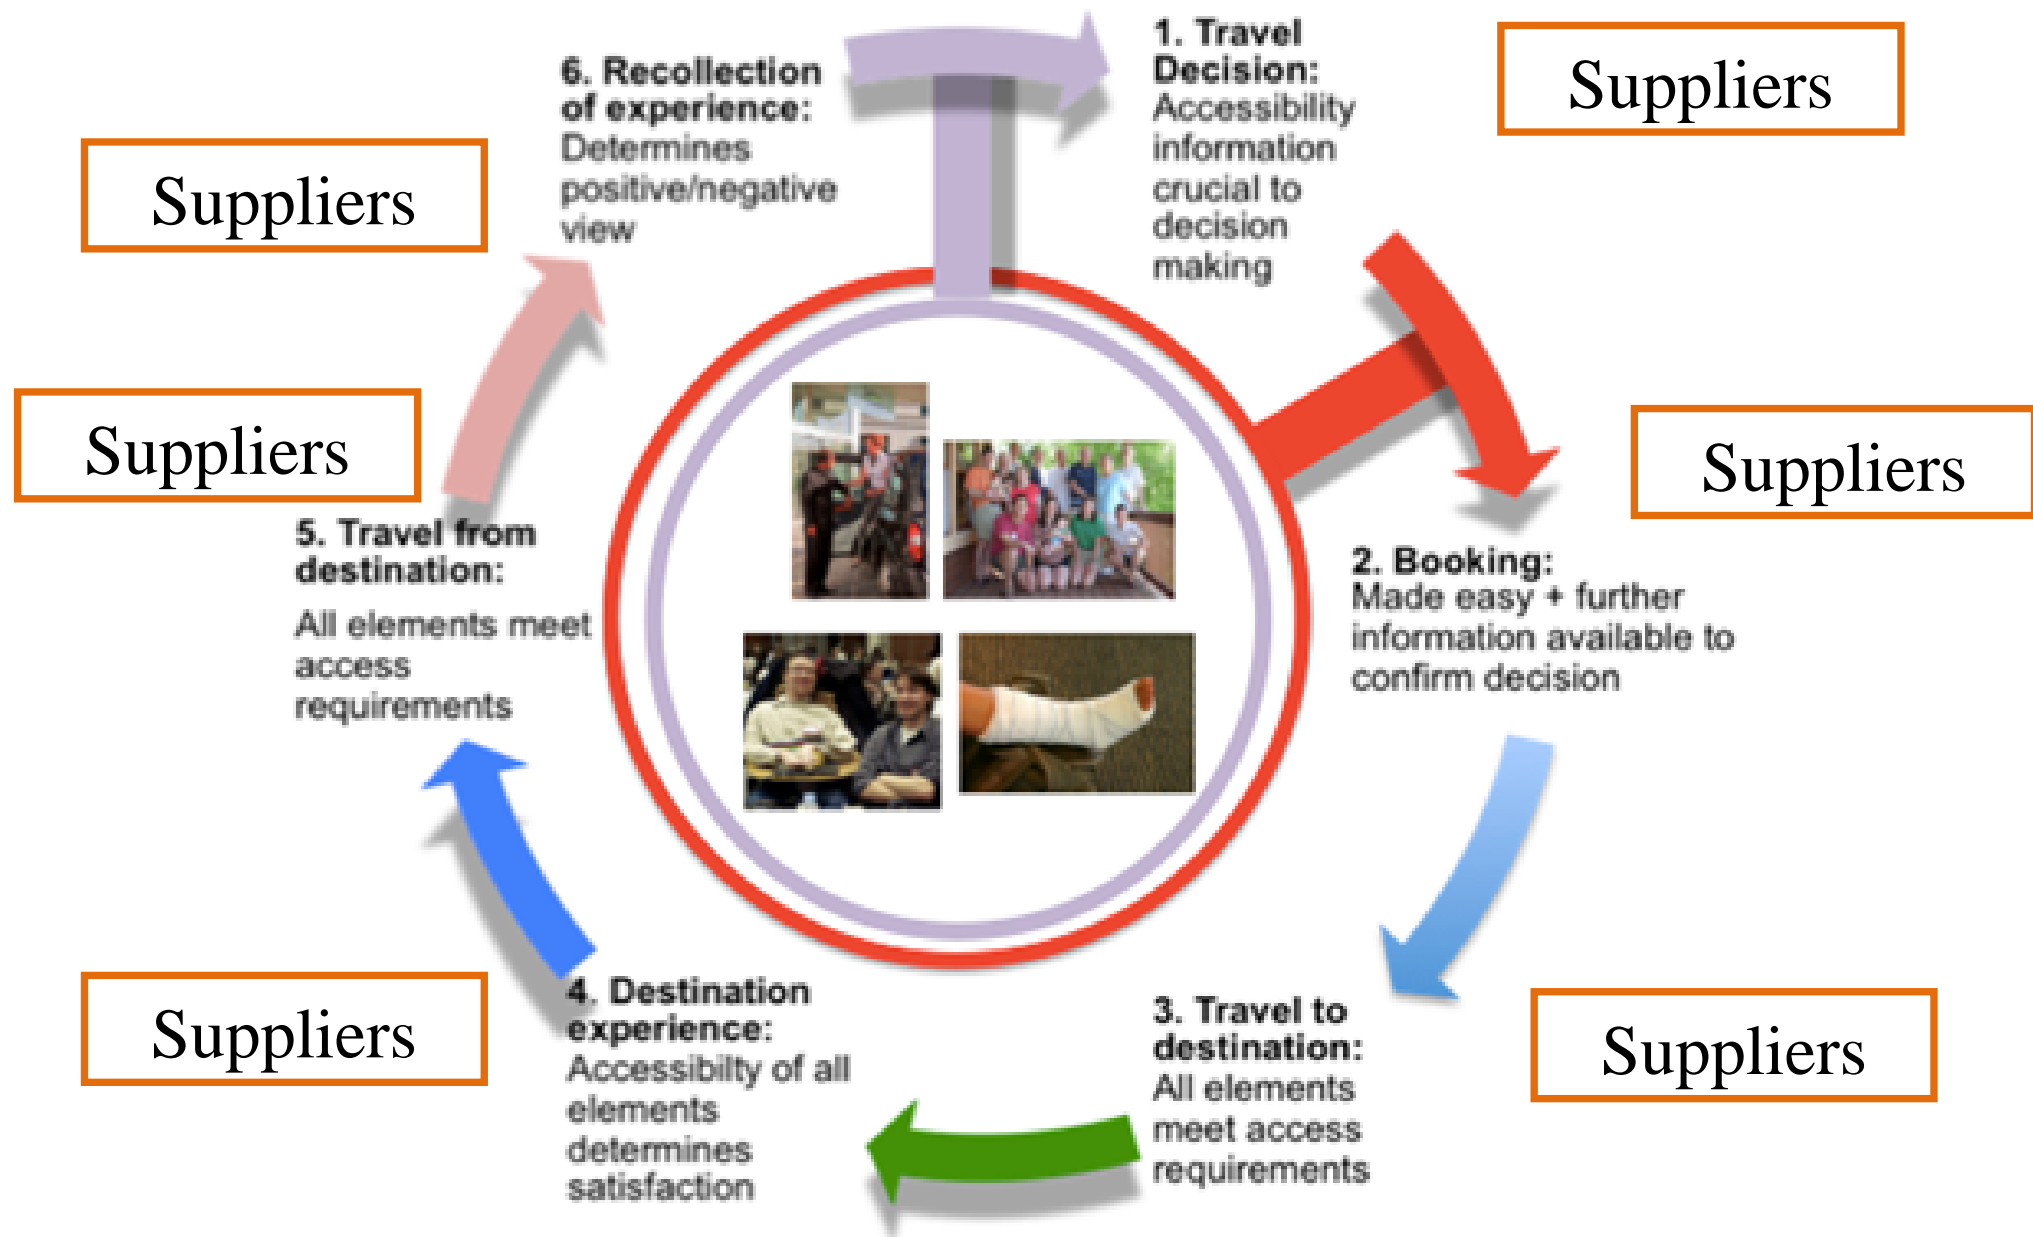 1. Travel
Decision:
Accessibility
information
crucial to
decision
making
Suppliers
Suppliers
2. Booking:
Made easy + further
information available to
confirm decision
3. Travel to
destination:
All elements
meet access
requirements
Suppliers
4. Destination
experience:
Accessibilty of all
elements
determines
satisfaction
Suppliers
5. Travel from
destination:
All elements meet
access
requirements
Suppliers
6. Recollection
of experience:
Determines
positive/negative
view
Suppliers